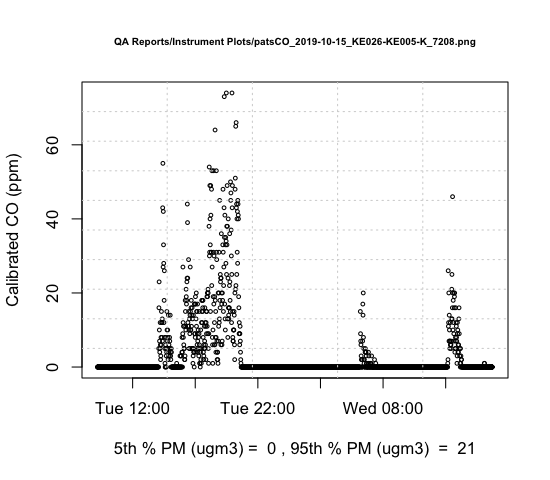 QA Reports/Instrument Plots/patsCO_2019-10-15_KE026-KE005-K_7208.png
Calibrated CO (ppm)
60
40
20
0
Tue 12:00 Tue 22:00 Wed 08:00
5th % PM (ugm3) = 0 , 95th % PM (ugm3) = 21